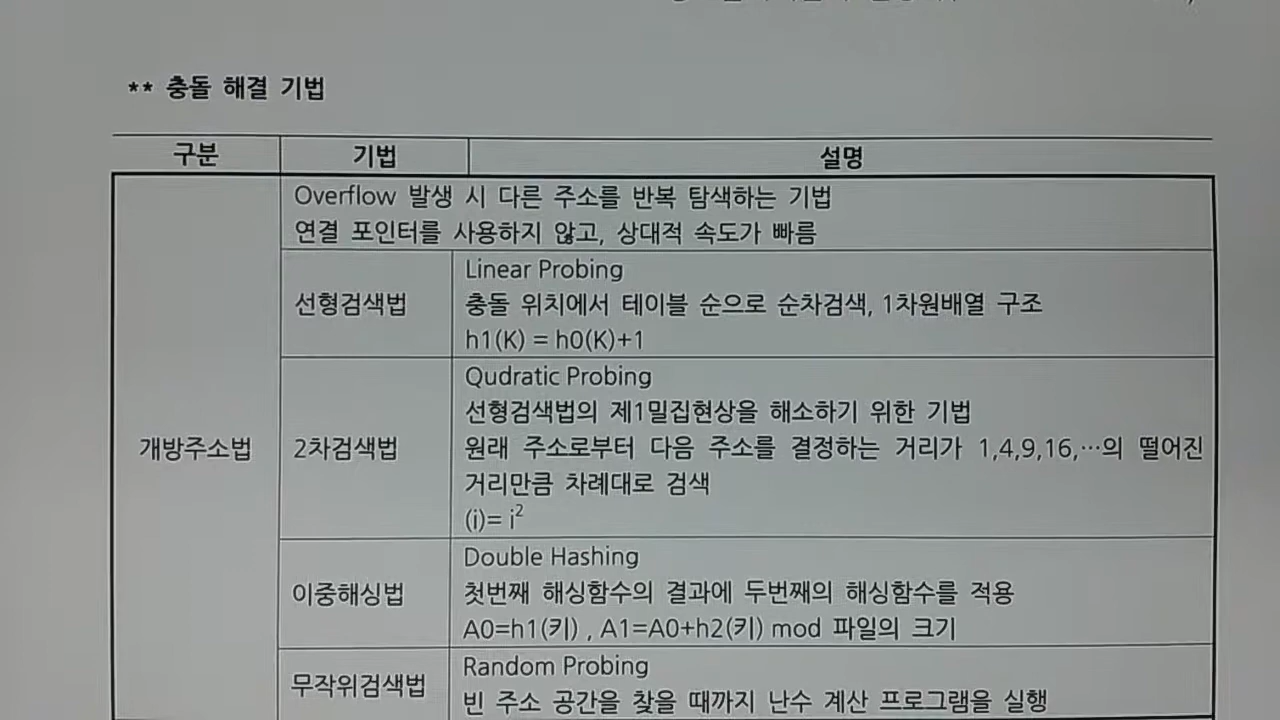 ** 충돌 해결 기법
구분 기법 설명
Overflow 발생 시 다른 주소를 반복 탐색하는 기법
연결 포인터를 사용하지 않고, 상대적 속도가 빠름
개방주소법
선형검색법
Linear Probing
충돌 위치에서 테이블 순으로 순차검색, 1차원배열 구조
h1(K) = h0(K)+1
2차검색법
Qudratic Probing
선형검색법의 제1밀집현상을 해소하기 위한 기법
원래 주소로부터 다음 주소를 결정하는 거리가 1,4,9,16,…의 떨어진
거리만큼 차례대로 검색
(i)= i²
이중해싱법
Double Hashing
첫번째 해싱함수의 결과에 두번째의 해싱함수를 적용
A0=h1(키) , A1=A0+h2(키) mod 파일의 크기
무작위검색법
Random Probing
빈 주소 공간을 찾을 때까지 난수 계산 프로그램을 실행